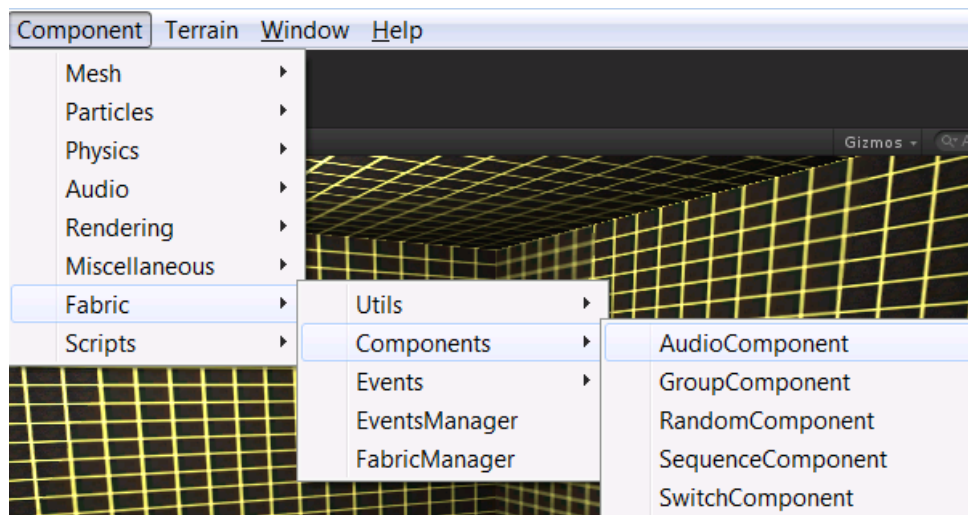 Component Terrain Window Help
Mesh
Particles
Physics
Audio
Rendering
Miscellaneous
Fabric
Scripts
Gizmos
Utils
Components
Events
EventsManager
FabricManager
AudioComponent
GroupComponent
RandomComponent
SequenceComponent
SwitchComponent